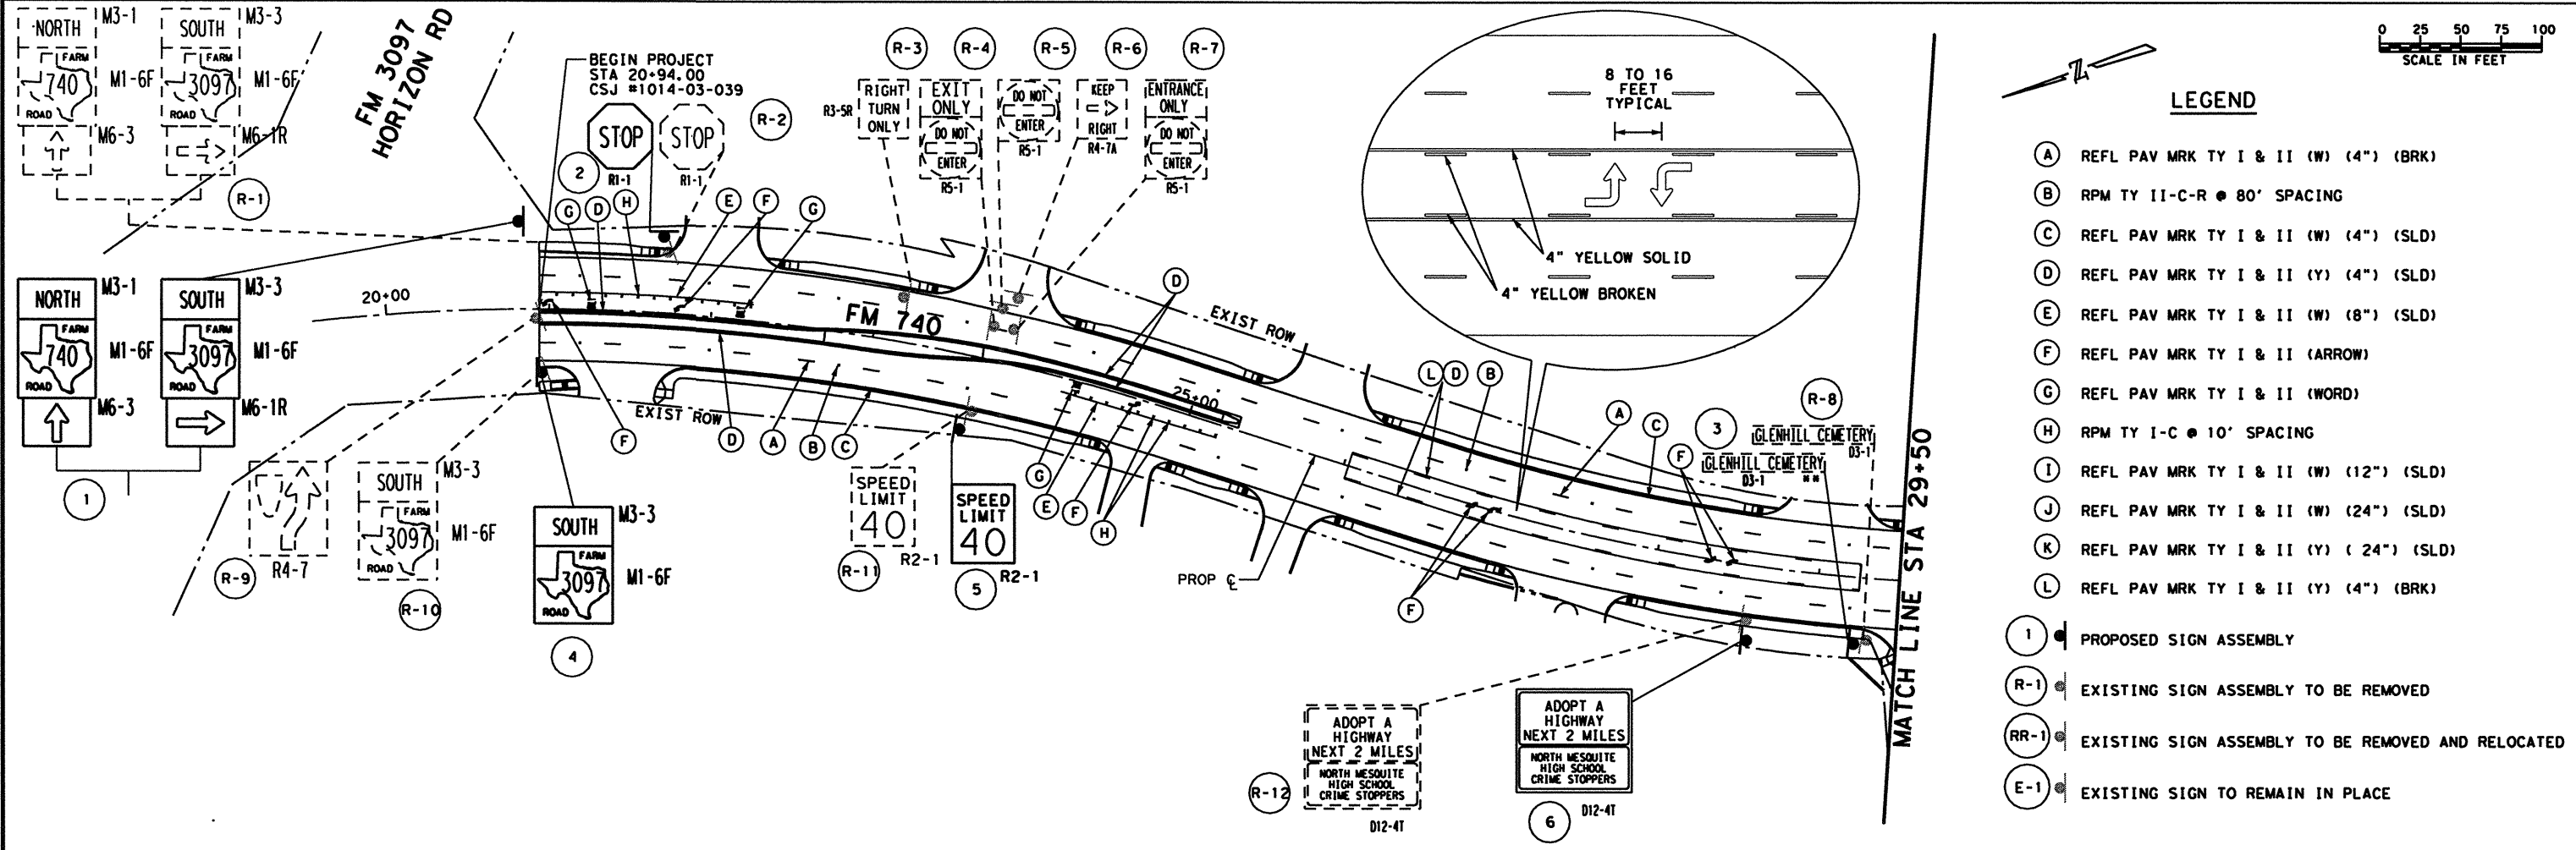 NORTH
M3-1
SOUTH
M3-3
FARM
740
ROAD
M1-6F
FARM
3097
ROAD
M1-6F
M6-3
M6-1R
R-1
FM 3097
HORIZON RD
BEGIN PROJECT
STA 20+94.00
CSJ #1014-03-039
STOP
R1-1
STOP
R1-1
R-2
2
G
D
H
E
F
G
R-3
R-4
R-5
R-6
R-7
R3-5R
RIGHT
TURN
ONLY
EXIT
ONLY
DO NOT
ENTER
R5-1
DO NOT
ENTER
R5-1
KEEP
RIGHT
R4-7A
ENTRANCE
ONLY
DO NOT
ENTER
R5-1
8 TO 16
FEET
TYPICAL
4" YELLOW SOLID
4" YELLOW BROKEN
NORTH
M3-1
SOUTH
M3-3
FARM
740
ROAD
M1-6F
FARM
3097
ROAD
M1-6F
M6-3
M6-1R
1
20+00
FM 740
D
EXIST ROW
25+00
EXIST ROW
F
D
A
B
C
G
E
F
H
L
D
B
A
C
F
F
PROP ℄
3
R-8
GLENHILL CEMETERY
D3-1
GLENHILL CEMETERY
D3-1
**
MATCH LINE STA 29+50
R-9
R4-7
SOUTH
M3-3
FARM
3097
ROAD
M1-6F
R-10
SOUTH
M3-3
FARM
3097
ROAD
M1-6F
4
SPEED
LIMIT
40
R-11
R2-1
SPEED
LIMIT
40
5
R2-1
ADOPT A
HIGHWAY
NEXT 2 MILES
NORTH MESQUITE
HIGH SCHOOL
CRIME STOPPERS
R-12
D12-4T
ADOPT A
HIGHWAY
NEXT 2 MILES
NORTH MESQUITE
HIGH SCHOOL
CRIME STOPPERS
6
D12-4T
Z
0 25 50 75 100
SCALE IN FEET
LEGEND
A REFL PAV MRK TY I & II (W) (4") (BRK)
B RPM TY II-C-R @ 80' SPACING
C REFL PAV MRK TY I & II (W) (4") (SLD)
D REFL PAV MRK TY I & II (Y) (4") (SLD)
E REFL PAV MRK TY I & II (W) (8") (SLD)
F REFL PAV MRK TY I & II (ARROW)
G REFL PAV MRK TY I & II (WORD)
H RPM TY I-C @ 10' SPACING
I REFL PAV MRK TY I & II (W) (12") (SLD)
J REFL PAV MRK TY I & II (W) (24") (SLD)
K REFL PAV MRK TY I & II (Y) ( 24") (SLD)
L REFL PAV MRK TY I & II (Y) (4") (BRK)
1 PROPOSED SIGN ASSEMBLY
R-1 EXISTING SIGN ASSEMBLY TO BE REMOVED
RR-1 EXISTING SIGN ASSEMBLY TO BE REMOVED AND RELOCATED
E-1 EXISTING SIGN TO REMAIN IN PLACE